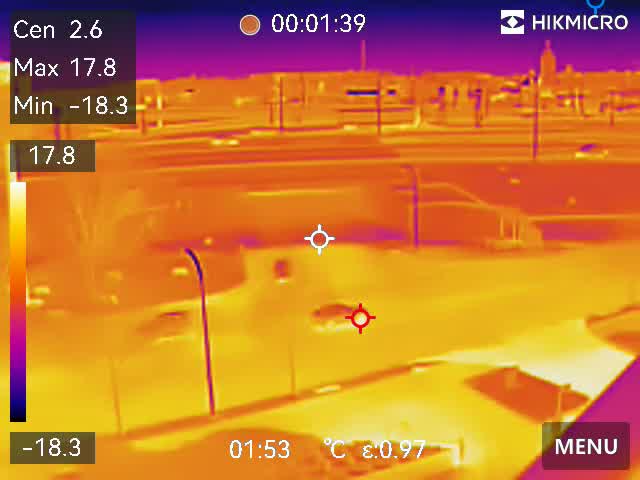 Cen 2.6
Max 17.8
Min -18.3
00:01:39
HIKMICRO
17.8
-18.3
01:53 ℃ ε:0.97
MENU